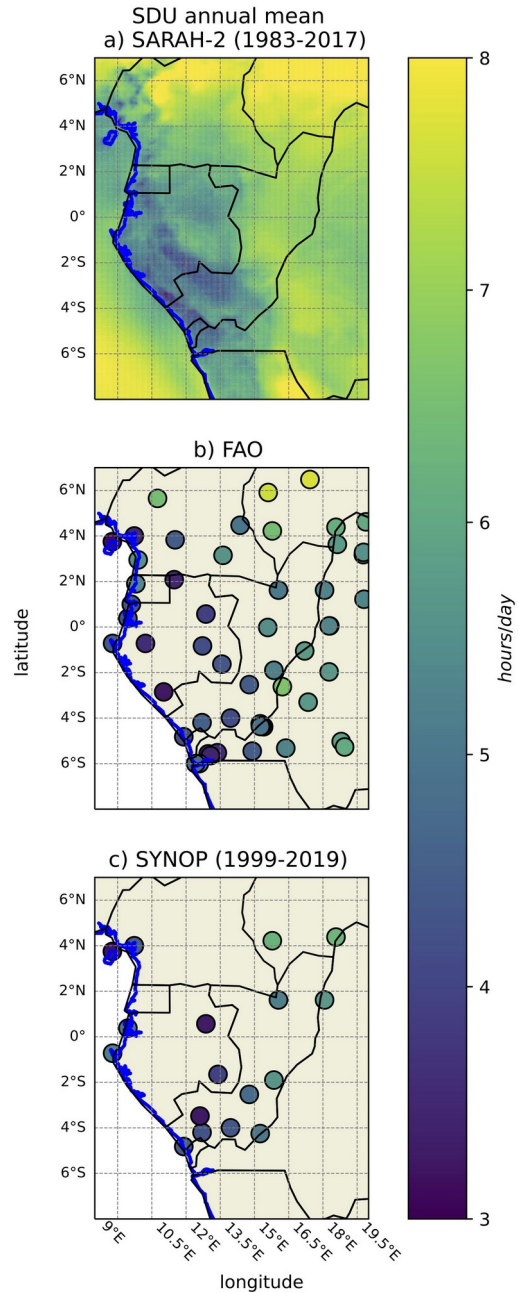 SDU annual mean
a) SARAH-2 (1983-2017)
6°N
4°N
2°N
0°
2°S
4°S
6°S
b) FAO
6°N
4°N
2°N
0°
2°S
4°S
6°S
c) SYNOP (1999-2019)
6°N
4°N
2°N
0°
2°S
4°S
6°S
9°E
10.5°E
12°E
13.5°E
15°E
16.5°E
18°E
19.5°E
longitude
latitude
8
7
6
5
4
3
hours/day